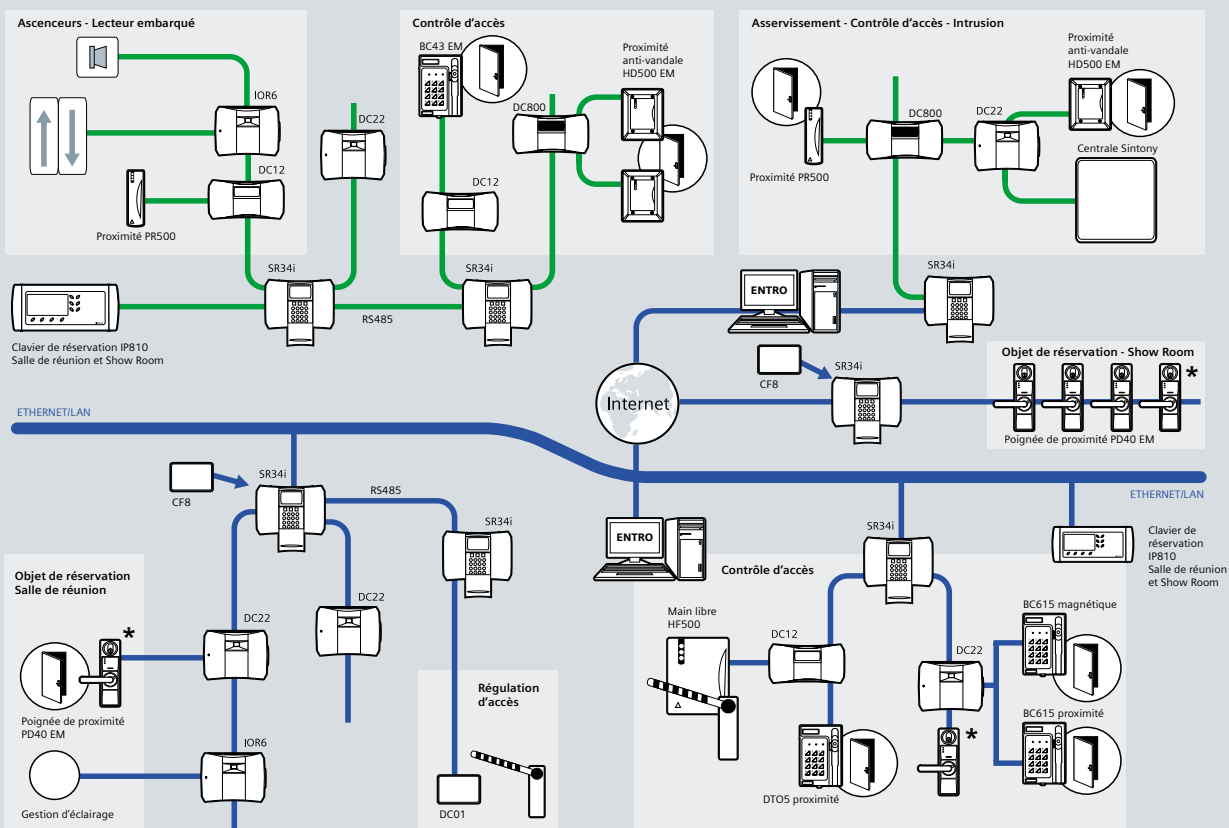 Ascenceurs - Lecteur embarqué
IOR6
DC22
DC12
Proximité PR500
SR34i
Clavier de réservation IP810
Salle de réunion et Show Room
RS485
Contrôle d'accès
BC43 EM
Proximité
anti-vandale
HD500 EM
DC800
DC12
SR34i
Asservissement - Contrôle d'accès - Intrusion
Proximité
anti-vandale
HD500 EM
DC800
DC22
Proximité PR500
Centrale Sintony
SR34i
ENTRO
Internet
CF8
SR34i
Objet de réservation - Show Room
*
Poignée de proximité PD40 EM
ETHERNET/LAN
ETHERNET/LAN
SR34i
CF8
RS485
SR34i
Objet de réservation
Salle de réunion
*
DC22
DC22
Poignée de proximité
PD40 EM
IOR6
Gestion d'éclairage
Régulation
d'accès
DC01
ENTRO
Contrôle d'accès
SR34i
Clavier de
réservation
IP810
Salle de réunion
et Show Room
Main libre
HF500
DC12
DC22
BC615 magnétique
BC615 proximité
*
DTO5 proximité